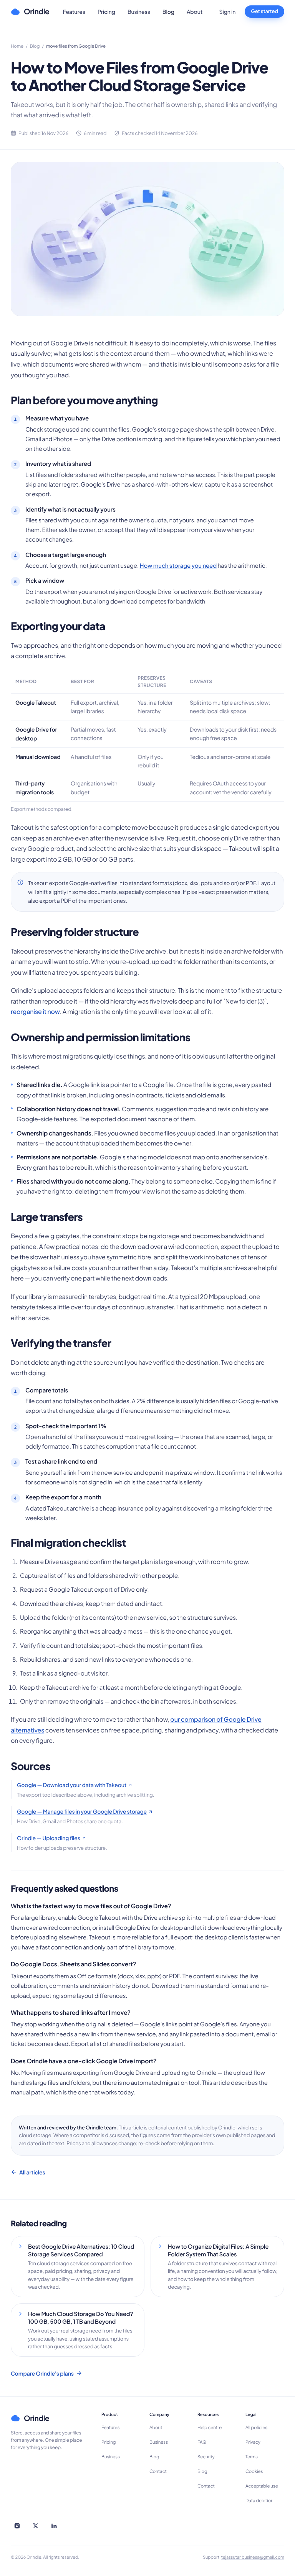 Orindle
Features
Pricing
Business
Blog
About
Sign in
Get started
Home / Blog / move files from Google Drive
How to Move Files from Google Drive
to Another Cloud Storage Service
Takeout works, but it is only half the job. The other half is ownership, shared links and verifying
that what arrived is what left.
Published 14 Nov 2026
6 min read
Facts checked 14 November 2026
Moving out of Google Drive is not difficult. It is easy to do incompletely, which is worse. The files
usually survive; what gets lost is the context around them — who owned what, which links were
live, which documents were shared with whom — and that is invisible until someone asks for a file
you thought you had.
Plan before you move anything
1
Measure what you have
Check storage used and count the files. Google's storage page shows the split between Drive,
Gmail and Photos — only the Drive portion is moving, and this figure tells you which plan you need
on the other side.
2
Inventory what is shared
List files and folders shared with other people, and note who has access. This is the part people
skip and later regret. Google's Drive has a shared-with-others view; capture it as a screenshot
or export.
3
Identify what is not actually yours
Files shared with you count against the owner's quota, not yours, and you cannot move
them. Either ask the owner, or accept that they will disappear from your view when your
account changes.
4
Choose a target large enough
Account for growth, not just current usage. How much storage you need has the arithmetic.
5
Pick a window
Do the export when you are not relying on Google Drive for active work. Both services stay
available throughout, but a long download competes for bandwidth.
Exporting your data
Two approaches, and the right one depends on how much you are moving and whether you need
a complete archive.
METHOD
BEST FOR
PRESERVES
STRUCTURE
CAVEATS
Google Takeout
Full export, archival,
large libraries
Yes, in a folder
hierarchy
Split into multiple archives; slow;
needs local disk space
Google Drive for
desktop
Partial moves, fast
connections
Yes, exactly
Downloads to your disk first; needs
enough free space
Manual download
A handful of files
Only if you
rebuild it
Tedious and error-prone at scale
Third-party
migration tools
Organisations with
budget
Usually
Requires OAuth access to your
account; vet the vendor carefully
Export methods compared.
Takeout is the safest option for a complete move because it produces a single dated export you
can keep as an archive even after the new service is live. Request it, choose only Drive rather than
every Google product, and select the archive size that suits your disk space — Takeout will split a
large export into 2 GB, 10 GB or 50 GB parts.
Takeout exports Google-native files into standard formats (docx, xlsx, pptx and so on) or PDF. Layout
will shift slightly in some documents, especially complex ones. If pixel-exact preservation matters,
also export a PDF of the important ones.
Preserving folder structure
Takeout preserves the hierarchy inside the Drive archive, but it nests it inside an archive folder with
a name you will want to strip. When you re-upload, upload the folder rather than its contents, or
you will flatten a tree you spent years building.
Orindle's upload accepts folders and keeps their structure. This is the moment to fix the structure
rather than reproduce it — if the old hierarchy was five levels deep and full of `New folder (3)`,
reorganise it now. A migration is the only time you will ever look at all of it.
Ownership and permission limitations
This is where most migrations quietly lose things, and none of it is obvious until after the original
is deleted.
Shared links die. A Google link is a pointer to a Google file. Once the file is gone, every pasted
copy of that link is broken, including ones in contracts, tickets and emails.
Collaboration history does not travel. Comments, suggestion mode and revision history are
Google-side features. The exported document has none of them.
Ownership changes hands. Files you owned become files you uploaded. In an organisation that
matters — the account that uploaded them becomes the owner.
Permissions are not portable. Google's sharing model does not map onto another service's.
Every grant has to be rebuilt, which is the reason to inventory sharing before you start.
Files shared with you do not come along. They belong to someone else. Copying them is fine if
you have the right to; deleting them from your view is not the same as deleting them.
Large transfers
Beyond a few gigabytes, the constraint stops being storage and becomes bandwidth and
patience. A few practical notes: do the download over a wired connection, expect the upload to
be the slower half since home connections are asymmetric, and split the work into batches of tens of
gigabytes so a failure costs you an hour rather than a day. Takeout's multiple archives are helpful
here — you can verify one part while the next downloads.
If your library is measured in terabytes, budget real time. At a typical 20 Mbps upload, one
terabyte takes a little over four days of continuous transfer. That is arithmetic, not a defect in
either service.
Verifying the transfer
Do not delete anything at the source until you have verified the destination. Two checks are
worth doing:
1
Compare totals
File count and total bytes on both sides. A 2% difference is usually hidden files or Google-native
exports that changed size; a large difference means something did not move.
2
Spot-check the important 1%
Open a handful of the files you would most regret losing — the ones that are scanned, large, or
oddly formatted. This catches corruption that a file count cannot.
3
Test a share link end to end
Send yourself a link from the new service and open it in a private window. It confirms the link works
for someone who is not signed in, which is the case that fails silently.
4
Keep the export for a month
A dated Takeout archive is a cheap insurance policy against discovering a missing folder three
weeks later.
Final migration checklist
1. Measure Drive usage and confirm the target plan is large enough, with room to grow.
2. Capture a list of files and folders shared with other people.
3. Request a Google Takeout export of Drive only.
4. Download the archives; keep them dated and intact.
5. Upload the folder (not its contents) to the new service, so the structure survives.
6. Reorganise anything that was already a mess — this is the one chance you get.
7. Verify file count and total size; spot-check the most important files.
8. Rebuild shares, and send new links to everyone who needs one.
9. Test a link as a signed-out visitor.
10. Keep the Takeout archive for at least a month before deleting anything at Google.
11. Only then remove the originals — and check the bin afterwards, in both services.
If you are still deciding where to move to rather than how, our comparison of Google Drive
alternatives covers ten services on free space, pricing, sharing and privacy, with a checked date
on every figure.
Sources
Google — Download your data with Takeout
The export tool described above, including archive splitting.
Google — Manage files in your Google Drive storage
How Drive, Gmail and Photos share one quota.
Orindle — Uploading files
How folder uploads preserve structure.
Frequently asked questions
What is the fastest way to move files out of Google Drive?
For a large library, enable Google Takeout with the Drive archive split into multiple files and download
them over a wired connection, or install Google Drive for desktop and let it download everything locally
before uploading elsewhere. Takeout is more reliable for a full export; the desktop client is faster when
you have a fast connection and only part of the library to move.
Do Google Docs, Sheets and Slides convert?
Takeout exports them as Office formats (docx, xlsx, pptx) or PDF. The content survives; the live
collaboration, comments and revision history do not. Download them in a standard format and re-
upload, expecting some layout differences.
What happens to shared links after I move?
They stop working when the original is deleted — Google's links point at Google's files. Anyone you
have shared with needs a new link from the new service, and any link pasted into a document, email or
ticket becomes dead. Export a list of shared files before you start.
Does Orindle have a one-click Google Drive import?
No. Moving files means exporting from Google Drive and uploading to Orindle — the upload flow
handles large files and folders, but there is no automated migration tool. This article describes the
manual path, which is the one that works today.
Written and reviewed by the Orindle team. This article is editorial content published by Orindle, which sells
cloud storage. Where a competitor is discussed, the figures come from the provider's own published pages and
are dated in the text. Prices and allowances change; re-check before relying on them.
All articles
Related reading
Best Google Drive Alternatives: 10 Cloud
Storage Services Compared
Ten cloud storage services compared on free
space, paid pricing, sharing, privacy and
everyday usability — with the date every figure
was checked.
How to Organize Digital Files: A Simple
Folder System That Scales
A folder structure that survives contact with real
life, a naming convention you will actually follow,
and how to keep the whole thing from
decaying.
How Much Cloud Storage Do You Need?
100 GB, 500 GB, 1 TB and Beyond
Work out your real storage need from the files
you actually have, using stated assumptions
rather than guesses dressed as facts.
Compare Orindle's plans
Orindle
Store, access and share your files
from anywhere. One simple place
for everything you keep.
Product
Features
Pricing
Business
Company
About
Business
Blog
Contact
Resources
Help centre
FAQ
Security
Blog
Contact
Legal
All policies
Privacy
Terms
Cookies
Acceptable use
Data deletion
© 2026 Orindle. All rights reserved.